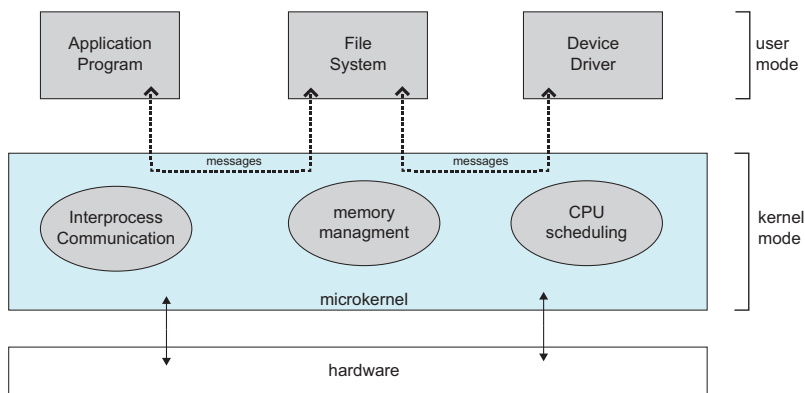 Application
Program
File
System
Device
Driver
user
mode
messages
messages
Interprocess
Communication
memory
managment
CPU
scheduling
kernel
mode
microkernel
hardware